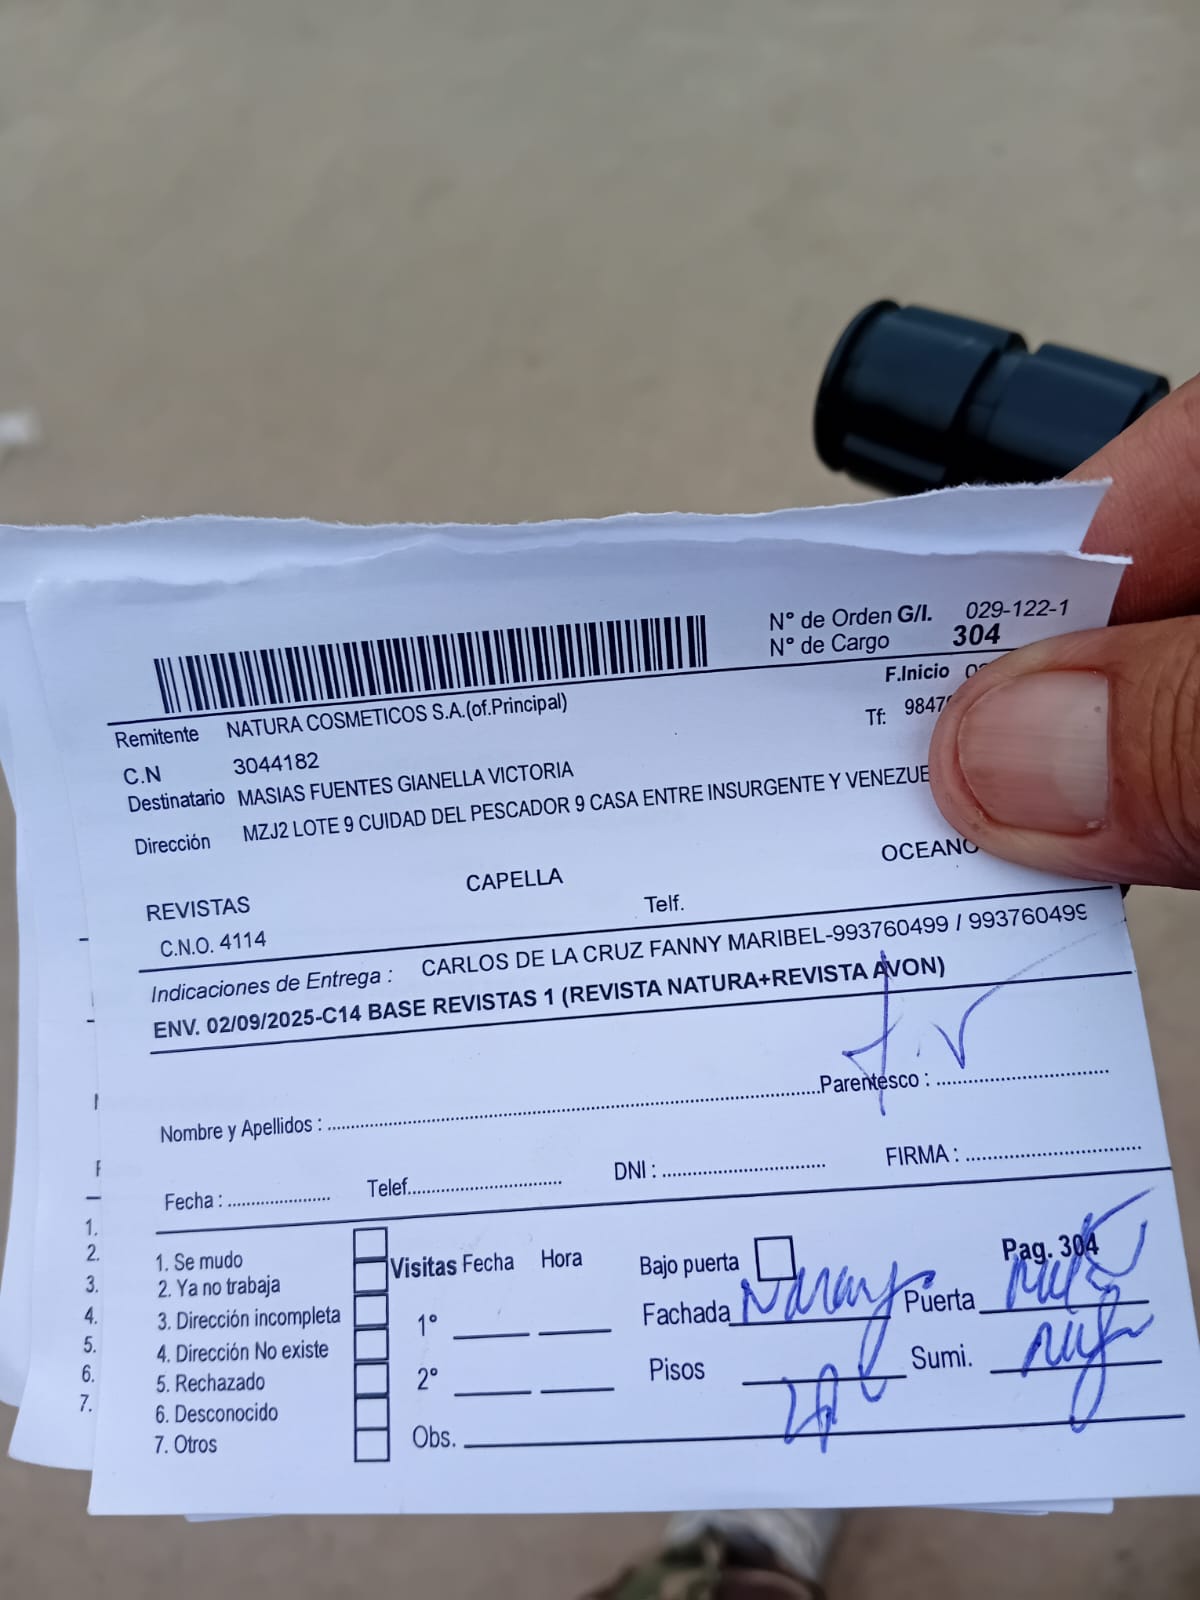 N° de Orden G/I. 029-122-1
N° de Cargo 304
F.Inicio
Remitente NATURA COSMETICOS S.A.(of.Principal)
Tf: 9847
C.N 3044182
Destinatario MASIAS FUENTES GIANELLA VICTORIA
Dirección MZJ2 LOTE 9 CUIDAD DEL PESCADOR 9 CASA ENTRE INSURGENTE Y VENEZUE
REVISTAS CAPELLA OCEANO
C.N.O. 4114 Telf.
Indicaciones de Entrega : CARLOS DE LA CRUZ FANNY MARIBEL-993760499 / 993760499
ENV. 02/09/2025-C14 BASE REVISTAS 1 (REVISTA NATURA+REVISTA AVON)
Nombre y Apellidos : Parentesco :
Fecha : Telef. DNI : FIRMA :
1. Se mudo
2. Ya no trabaja
3. Dirección incompleta
4. Dirección No existe
5. Rechazado
6. Desconocido
7. Otros
Visitas Fecha Hora
1°
2°
Obs.
Bajo puerta Pag. 304
Fachada Puerta
Pisos Sumi.
1.
2.
3.
4.
5.
6.
7.